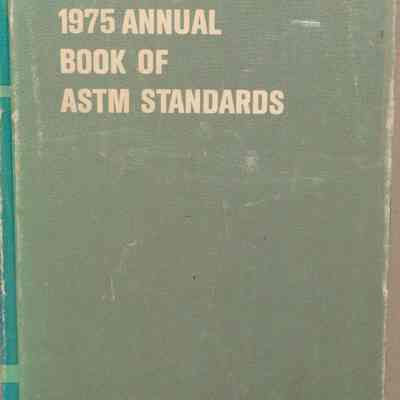 1975 ANNUAL
BOOK OF
ASTM STANDARDS